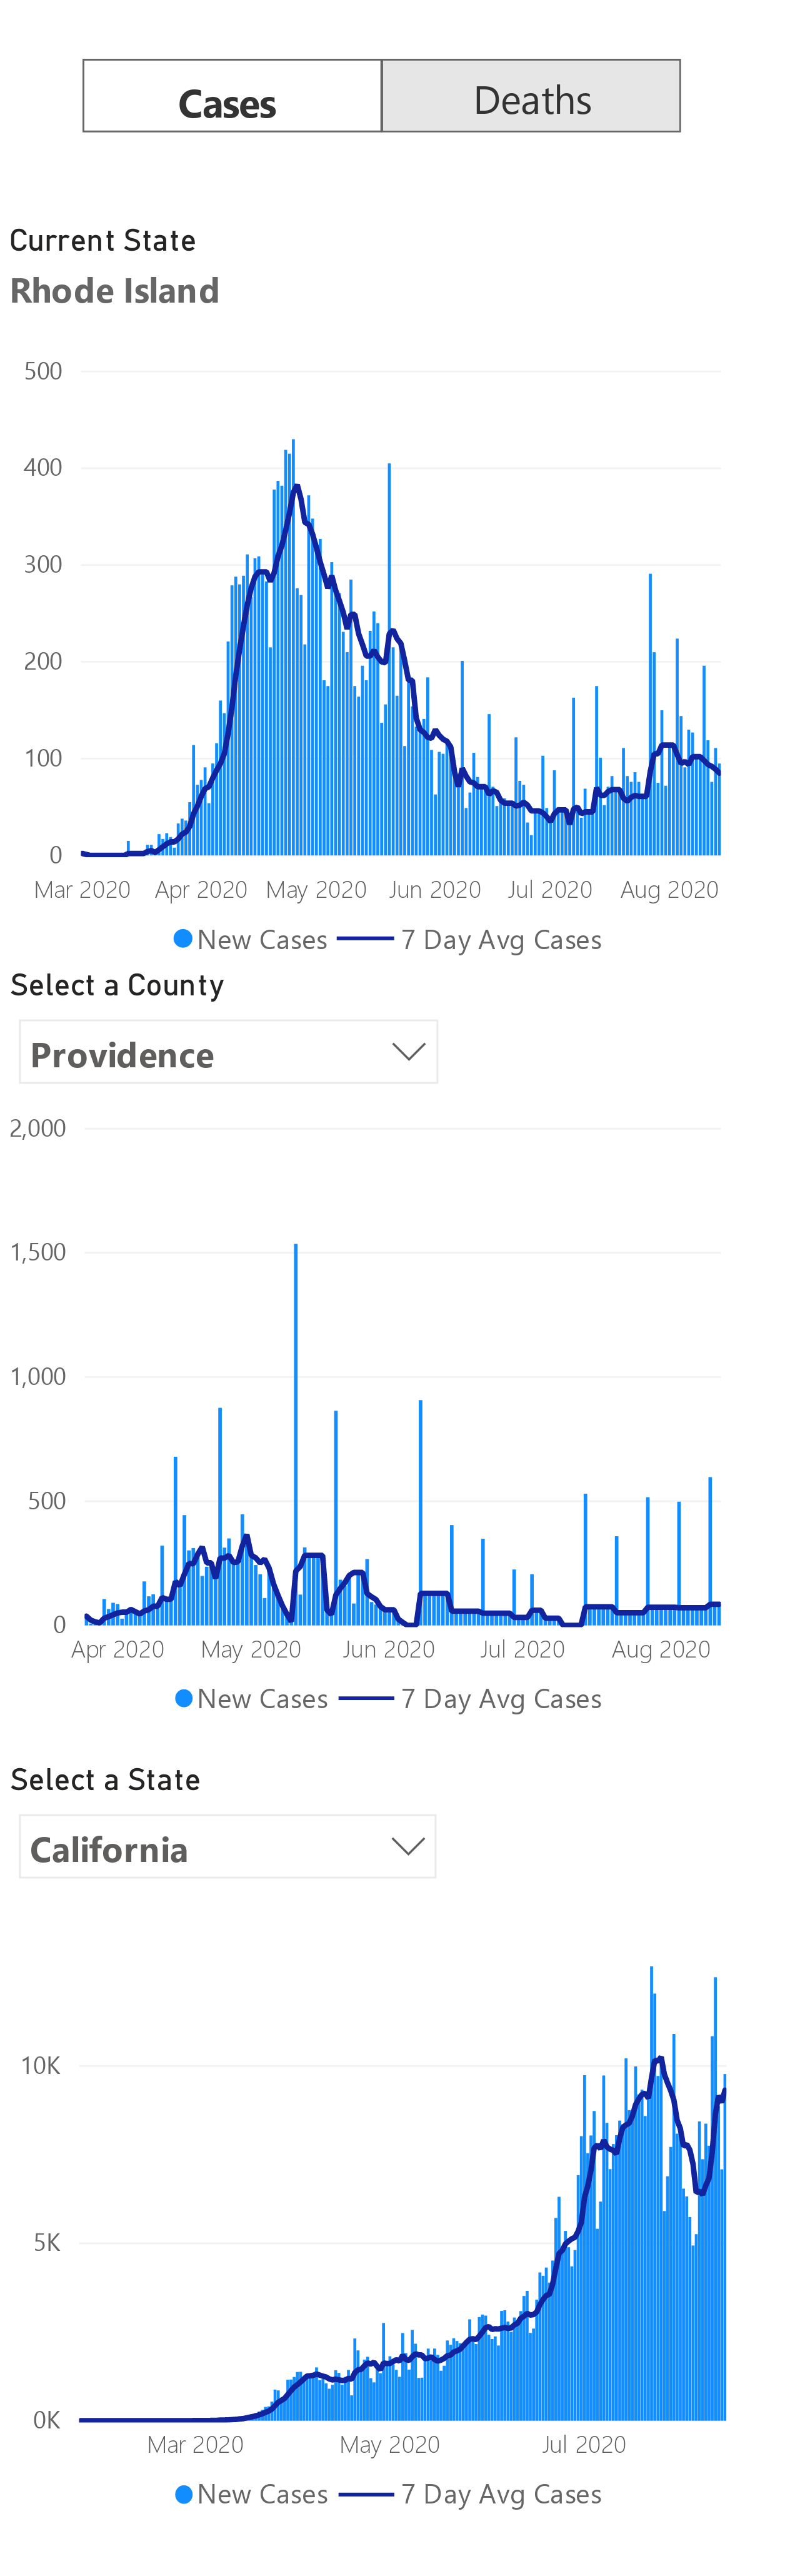 Cases Deaths
Current State
Rhode Island
500
400
300
200
100
0
Mar 2020 Apr 2020 May 2020 Jun 2020 Jul 2020 Aug 2020
New Cases 7 Day Avg Cases
Select a County
Providence
2,000
1,500
1,000
500
0
Apr 2020 May 2020 Jun 2020 Jul 2020 Aug 2020
New Cases 7 Day Avg Cases
Select a State
California
10K
5K
0K
Mar 2020 May 2020 Jul 2020
New Cases 7 Day Avg Cases